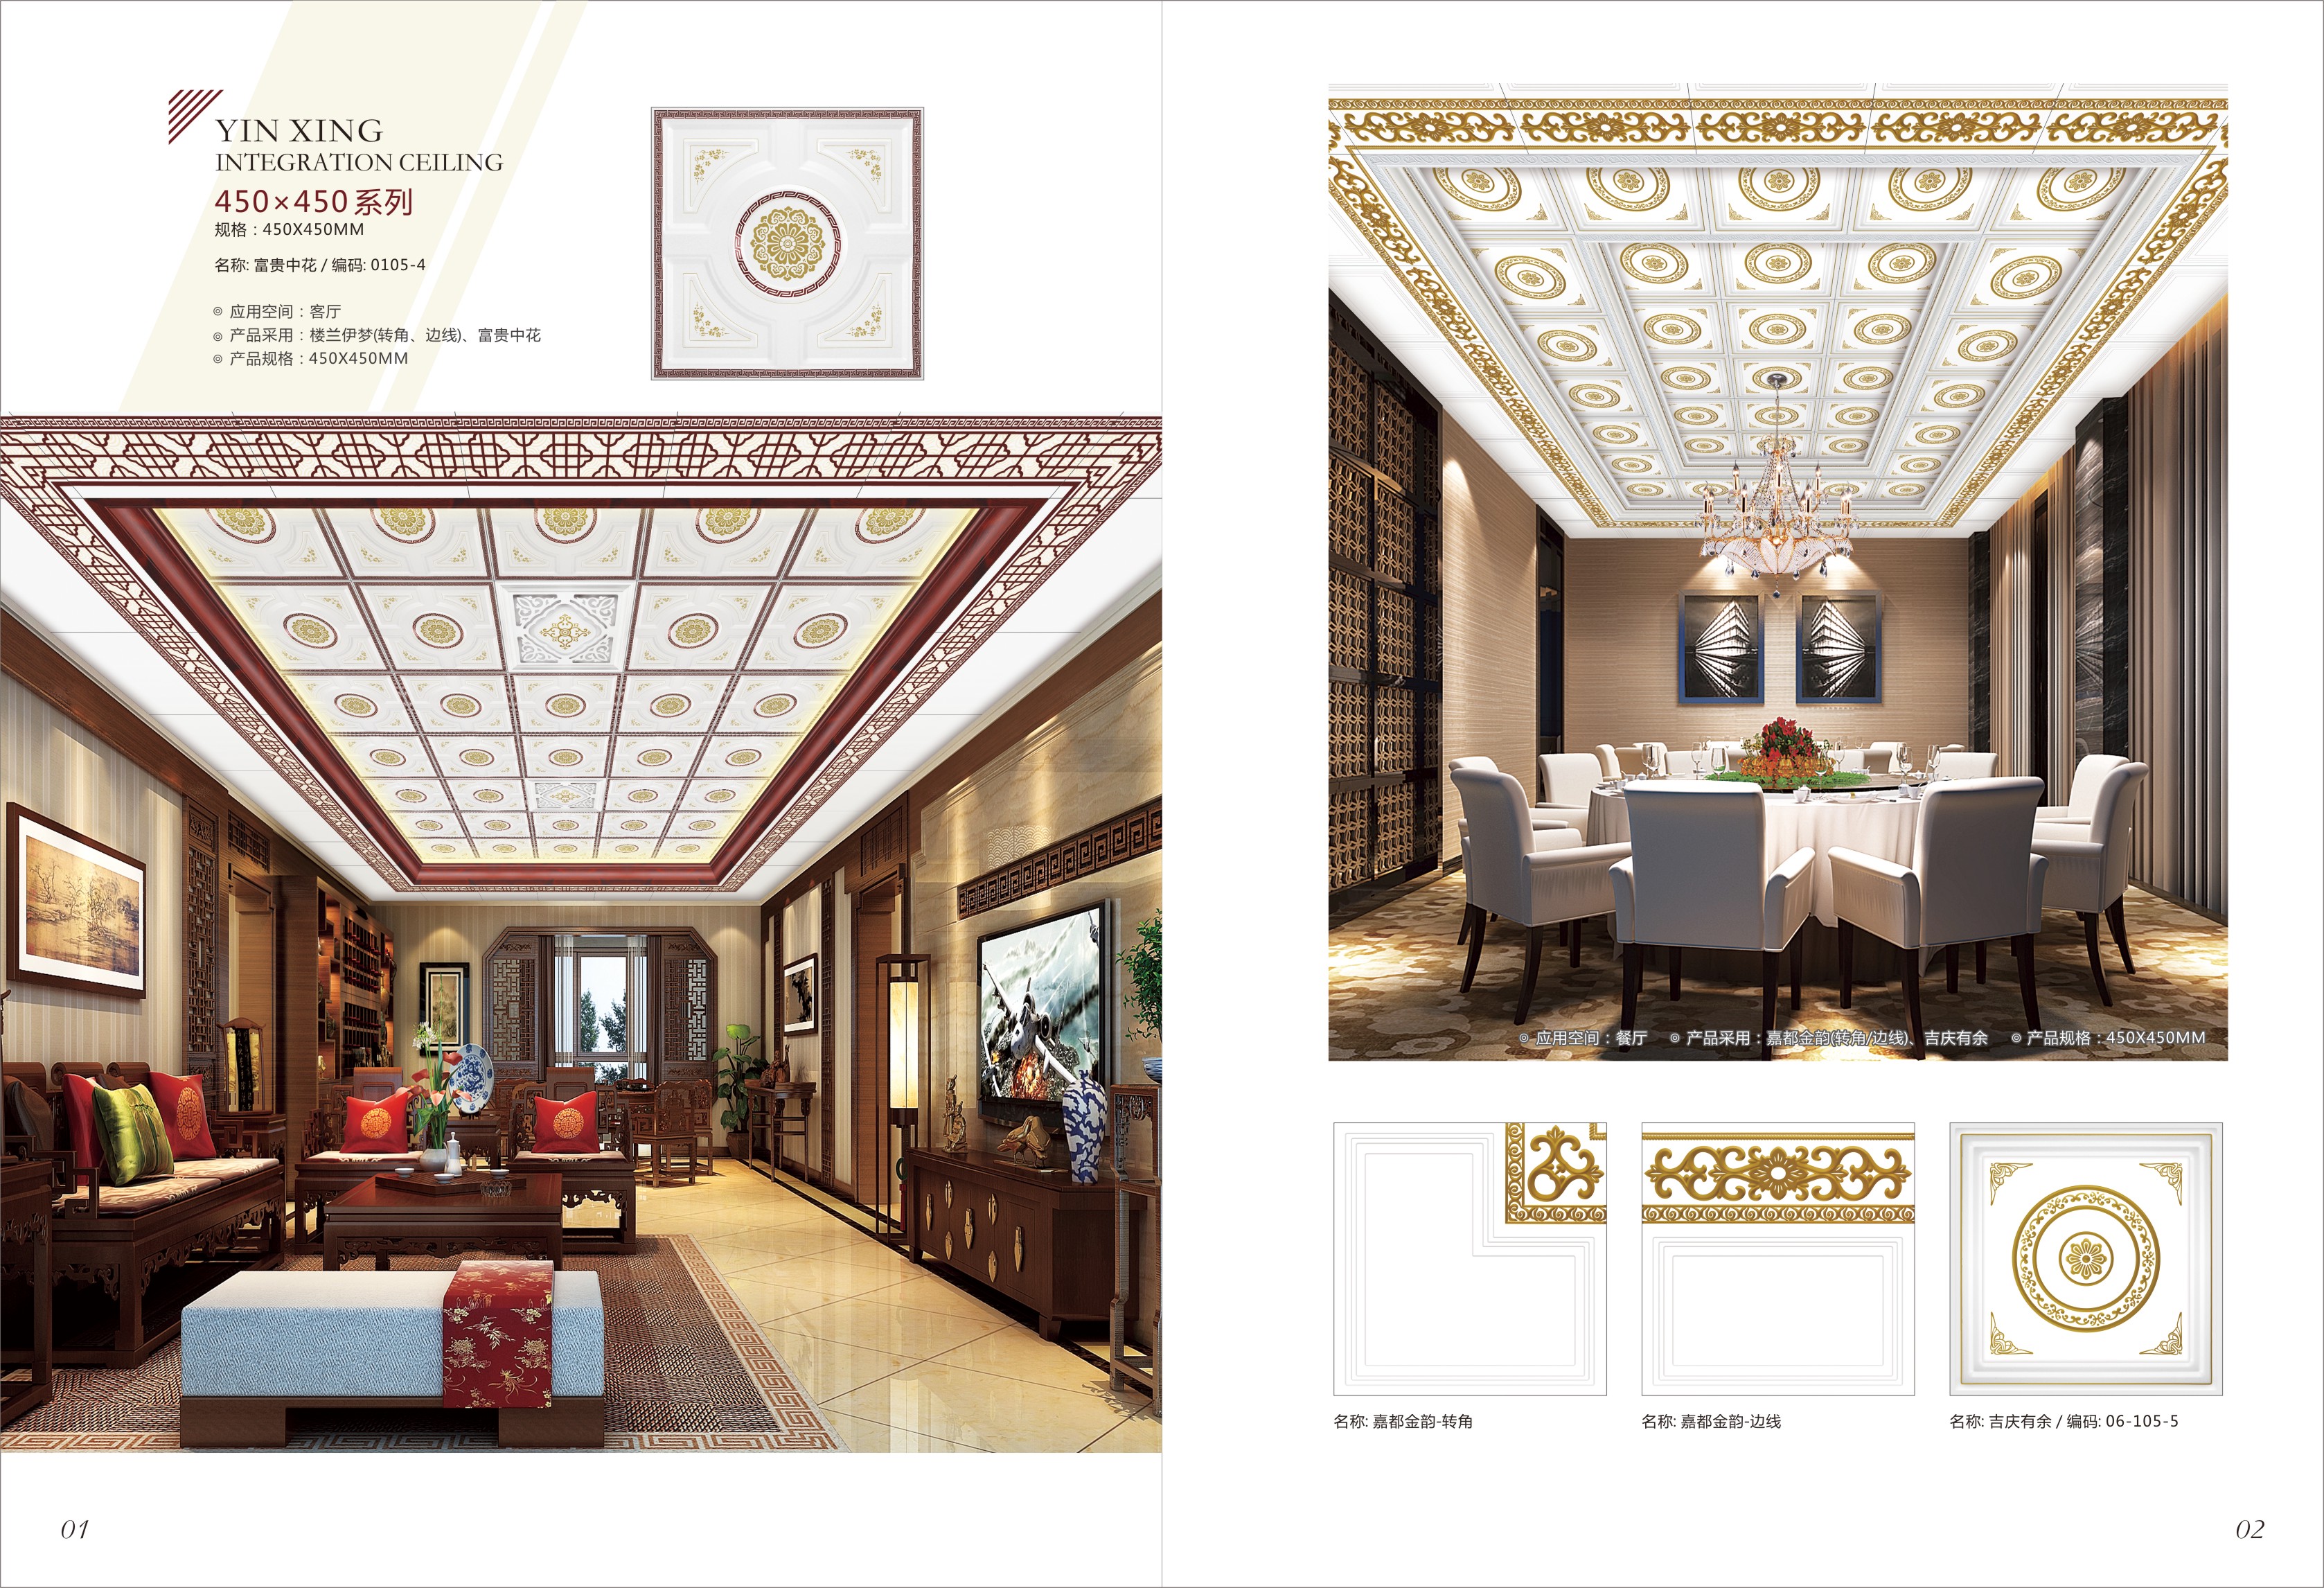 YIN XING
INTEGRATION CEILING
450×450系列
规格：450X450MM
名称: 富贵中花 / 编码: 0105-4
◎ 应用空间：客厅
◎ 产品采用：楼兰伊梦(转角、边线)、富贵中花
◎ 产品规格：450X450MM
01
◎ 应用空间：餐厅 ◎ 产品采用：嘉都金韵(转角/边线)、吉庆有余 ◎ 产品规格：450X450MM
名称: 嘉都金韵-转角
名称: 嘉都金韵-边线
名称: 吉庆有余 / 编码: 06-105-5
02